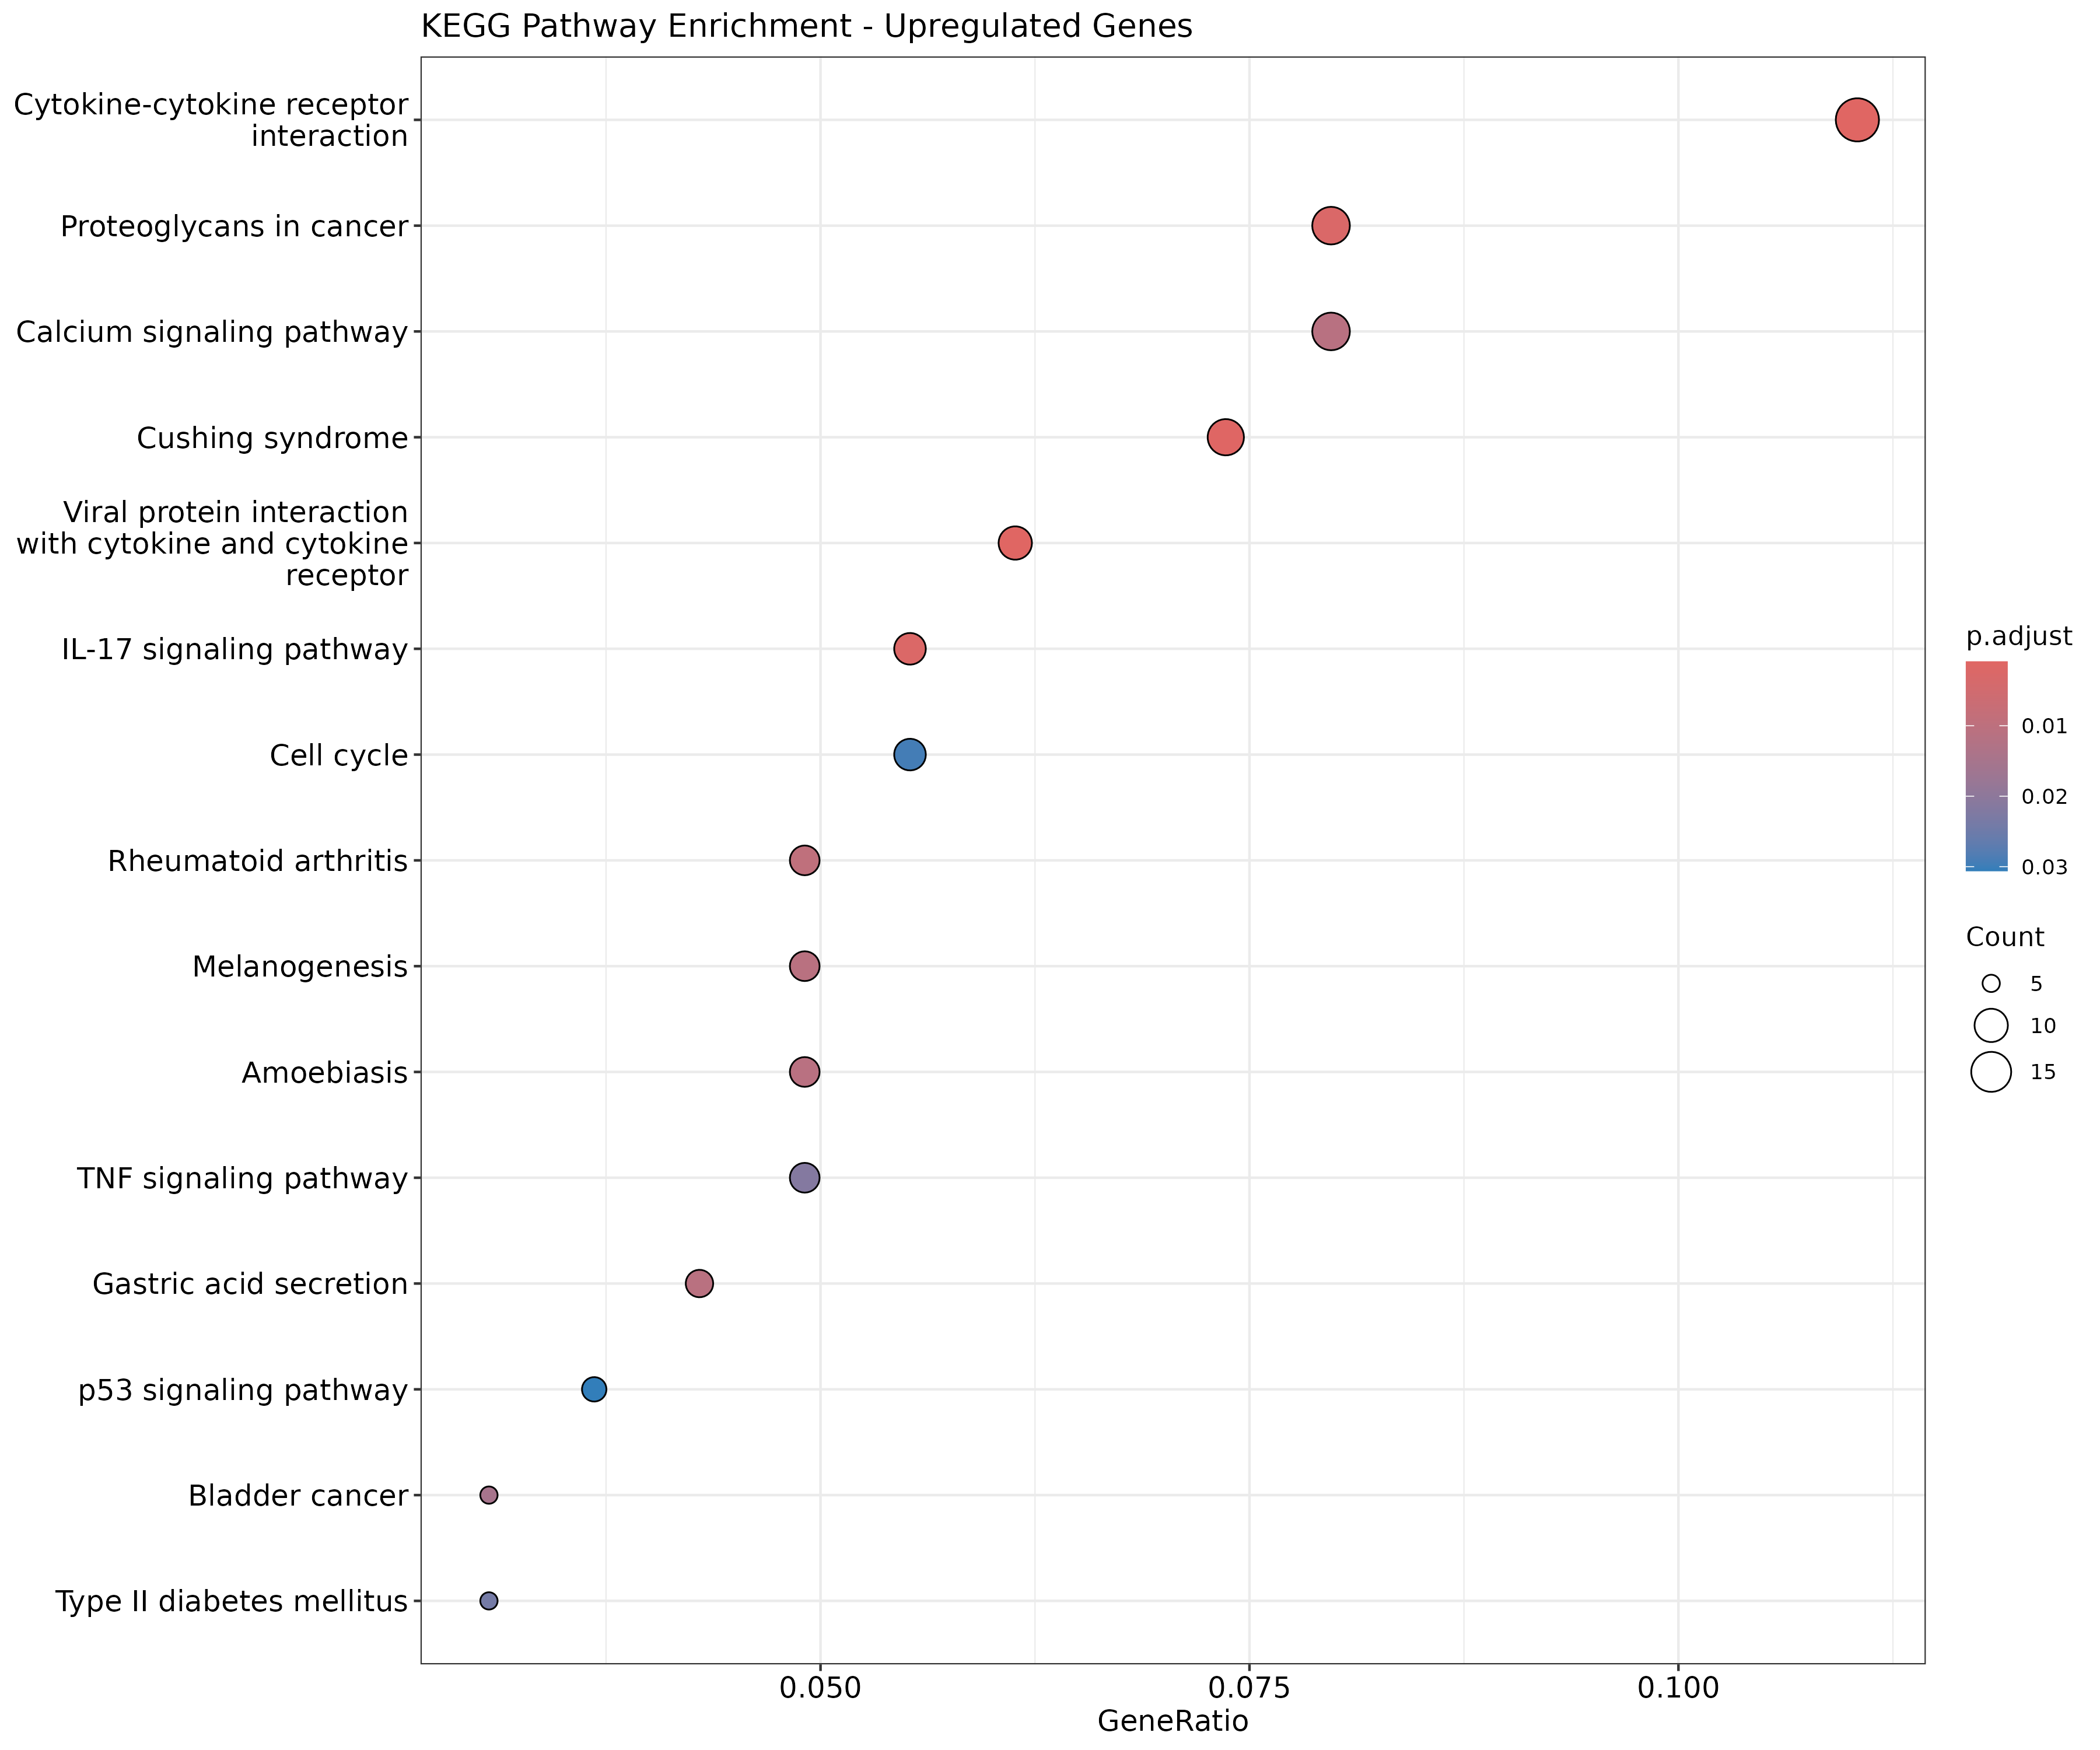 KEGG Pathway Enrichment - Upregulated Genes
Cytokine-cytokine receptor
interaction
Proteoglycans in cancer
Calcium signaling pathway
Cushing syndrome
Viral protein interaction
with cytokine and cytokine
receptor
IL-17 signaling pathway
Cell cycle
Rheumatoid arthritis
Melanogenesis
Amoebiasis
TNF signaling pathway
Gastric acid secretion
p53 signaling pathway
Bladder cancer
Type II diabetes mellitus
0.050
0.075
0.100
GeneRatio
p.adjust
0.01
0.02
0.03
Count
5
10
15